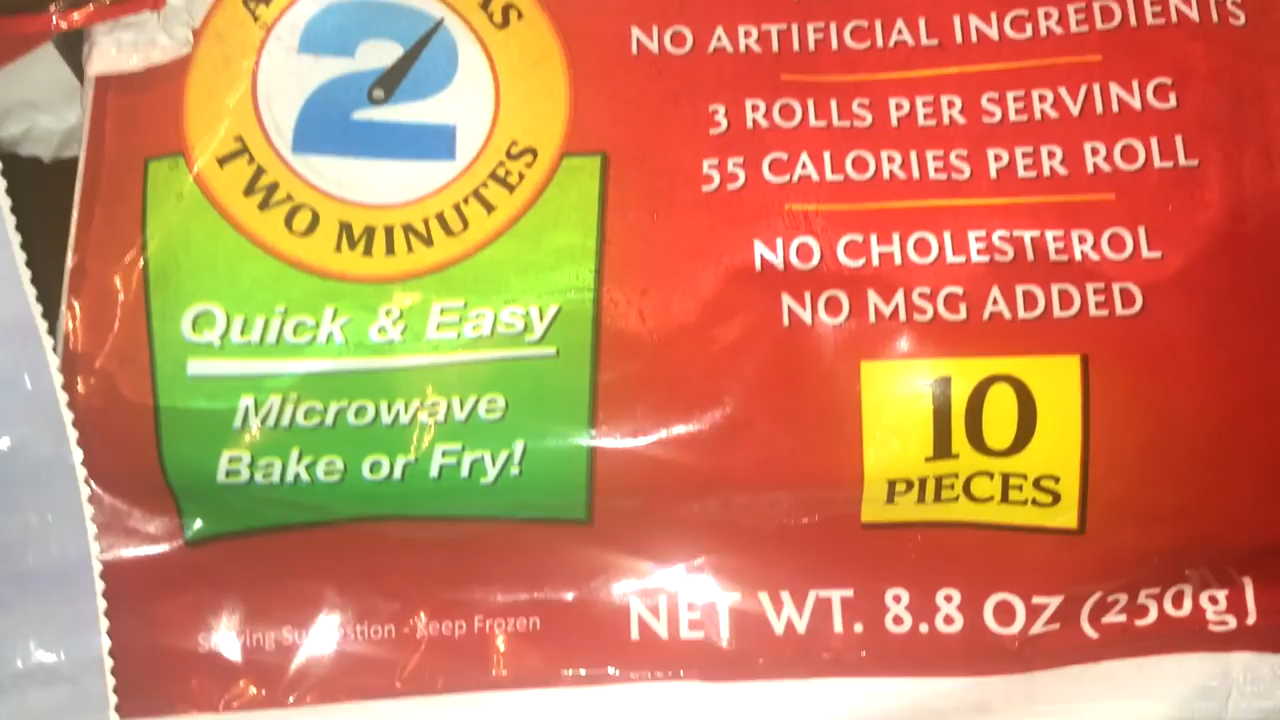 2
TWO MINUTES
Quick & Easy
Microwave
Bake or Fry!
Serving Suggestion - Keep Frozen
NO ARTIFICIAL INGREDIENTS
3 ROLLS PER SERVING
55 CALORIES PER ROLL
NO CHOLESTEROL
NO MSG ADDED
10
PIECES
NET WT. 8.8 OZ (250g)